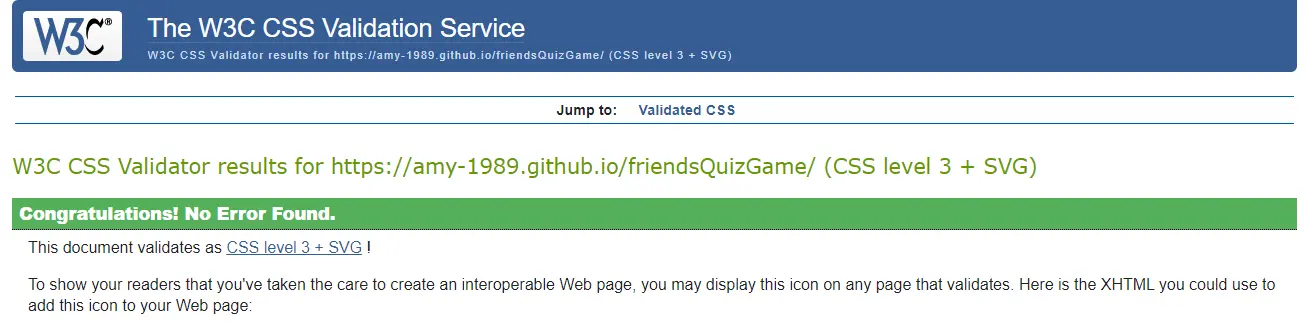 W3C®
The W3C CSS Validation Service
W3C CSS Validator results for https://amy-1989.github.io/friendsQuizGame/ (CSS level 3 + SVG)
Jump to: Validated CSS
W3C CSS Validator results for https://amy-1989.github.io/friendsQuizGame/ (CSS level 3 + SVG)
Congratulations! No Error Found.
This document validates as CSS level 3 + SVG !
To show your readers that you've taken the care to create an interoperable Web page, you may display this icon on any page that validates. Here is the XHTML you could use to
add this icon to your Web page: